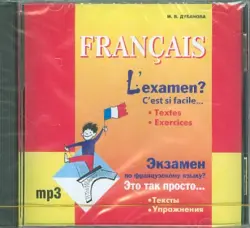 М. В. ДУБАНОВА
FRANÇAIS
L'examen?
C'est si facile...
• Textes
• Exercices
Экзамен
по французскому языку?
Это так просто...
• Тексты
• Упражнения
mp3